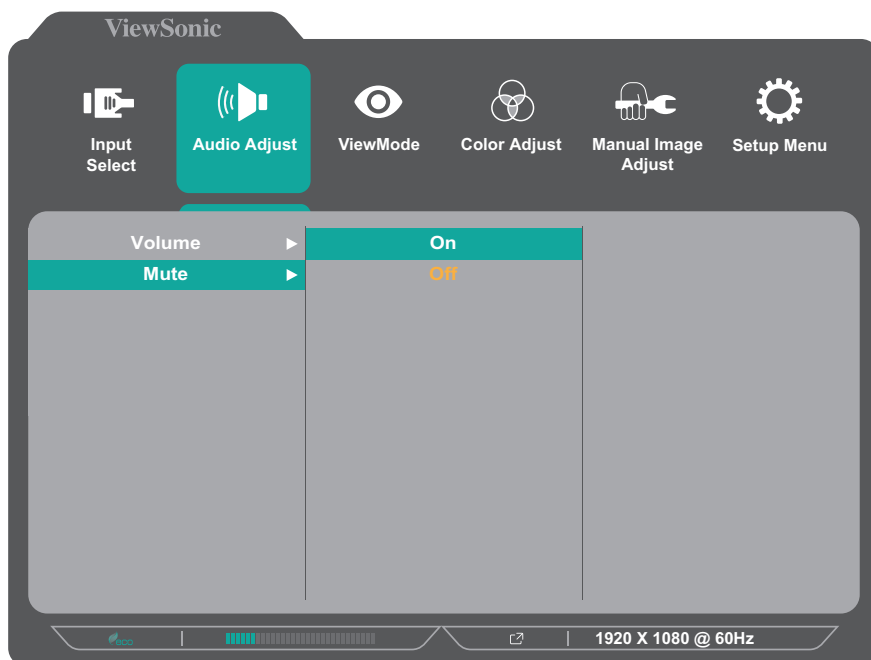 ViewSonic
Input
Select
Audio Adjust
ViewMode
Color Adjust
Manual Image
Adjust
Setup Menu
Volume
On
Mute
Off
eco
1920 X 1080 @ 60Hz